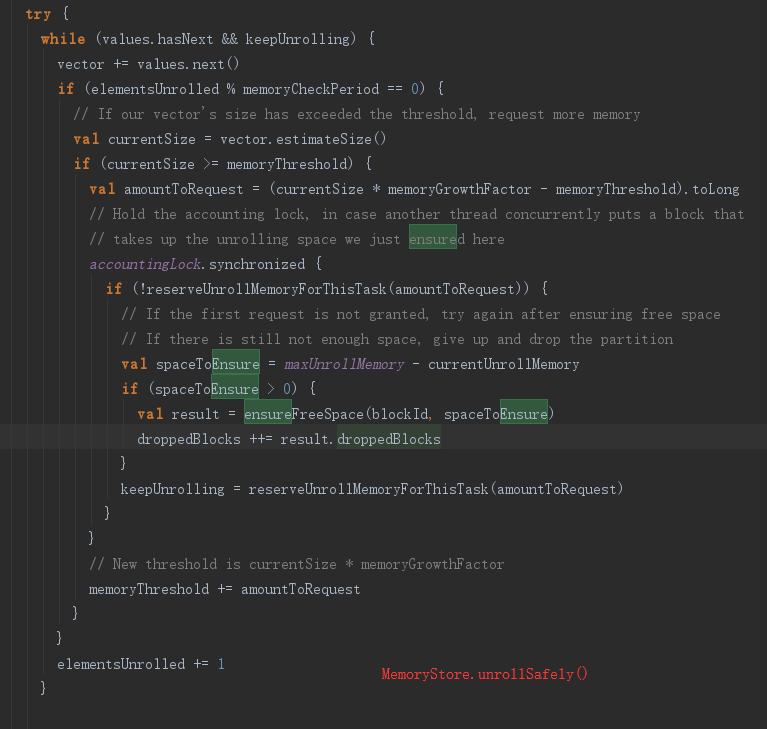 try {
while (values.hasNext && keepUnrolling) {
vector += values.next()
if (elementsUnrolled % memoryCheckPeriod == 0) {
// If our vector's size has exceeded the threshold, request more memory
val currentSize = vector.estimateSize()
if (currentSize >= memoryThreshold) {
val amountToRequest = (currentSize * memoryGrowthFactor - memoryThreshold).toLong
// Hold the accounting lock, in case another thread concurrently puts a block that
// takes up the unrolling space we just ensured here
accountingLock.synchronized {
if (!reserveUnrollMemoryForThisTask(amountToRequest)) {
// If the first request is not granted, try again after ensuring free space
// If there is still not enough space, give up and drop the partition
val spaceToEnsure = maxUnrollMemory - currentUnrollMemory
if (spaceToEnsure > 0) {
val result = ensureFreeSpace(blockId, spaceToEnsure)
droppedBlocks ++= result.droppedBlocks
}
keepUnrolling = reserveUnrollMemoryForThisTask(amountToRequest)
}
}
// New threshold is currentSize * memoryGrowthFactor
memoryThreshold += amountToRequest
}
}
elementsUnrolled += 1
MemoryStore.unrollSafely()
}